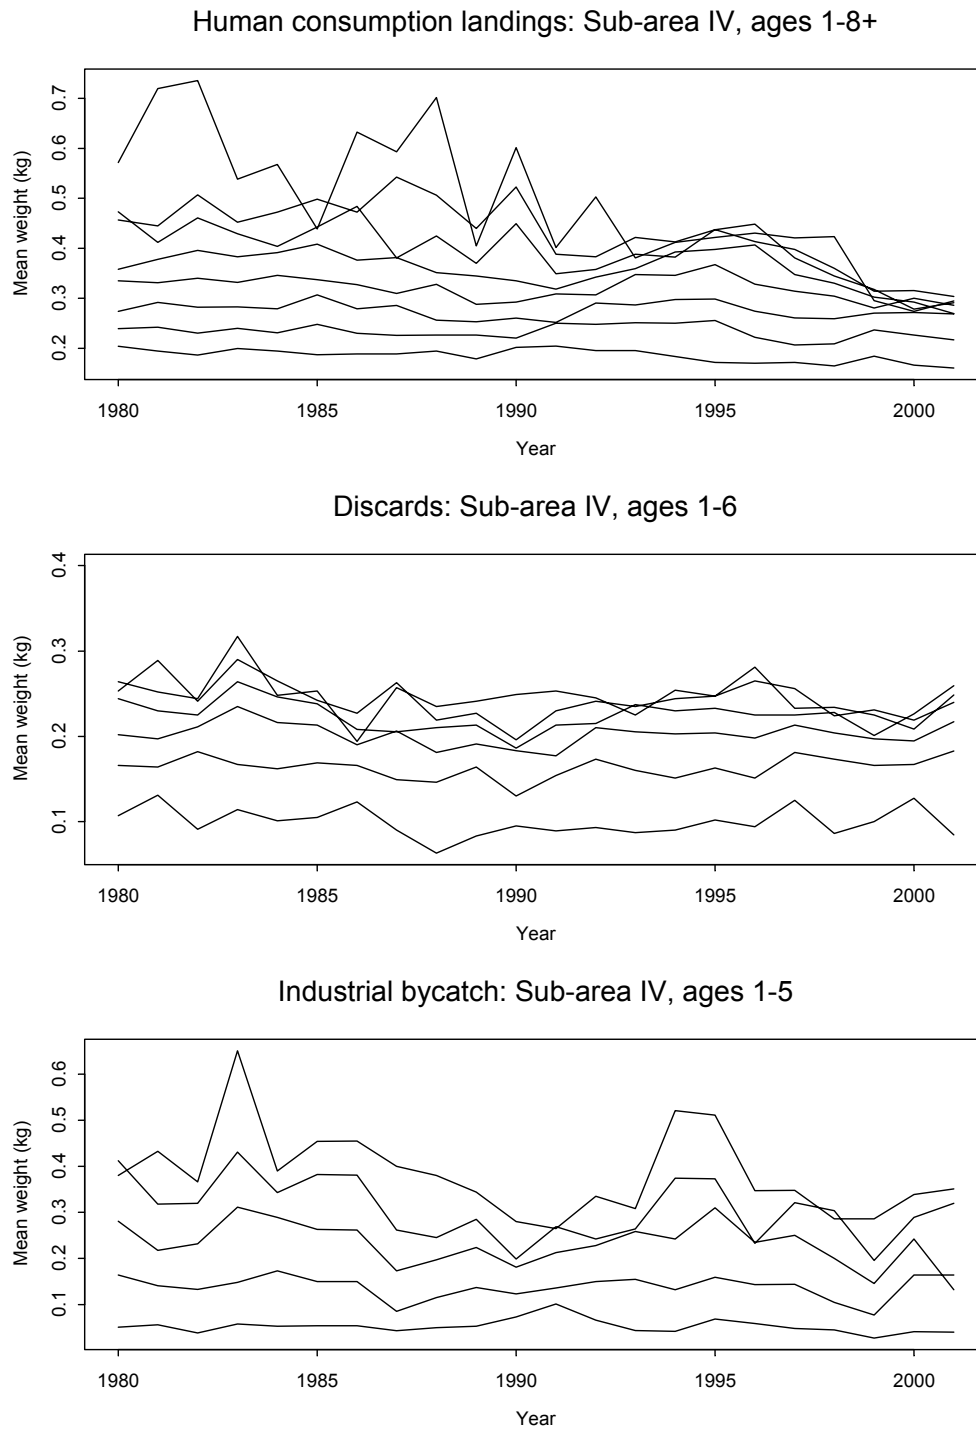 Human consumption landings: Sub-area IV, ages 1-8+
Mean weight (kg)
0.7
0.6
0.5
0.4
0.3
0.2
1980 1985 1990 1995 2000
Year
Discards: Sub-area IV, ages 1-6
Mean weight (kg)
0.4
0.3
0.2
0.1
1980 1985 1990 1995 2000
Year
Industrial bycatch: Sub-area IV, ages 1-5
Mean weight (kg)
0.6
0.5
0.4
0.3
0.2
0.1
1980 1985 1990 1995 2000
Year